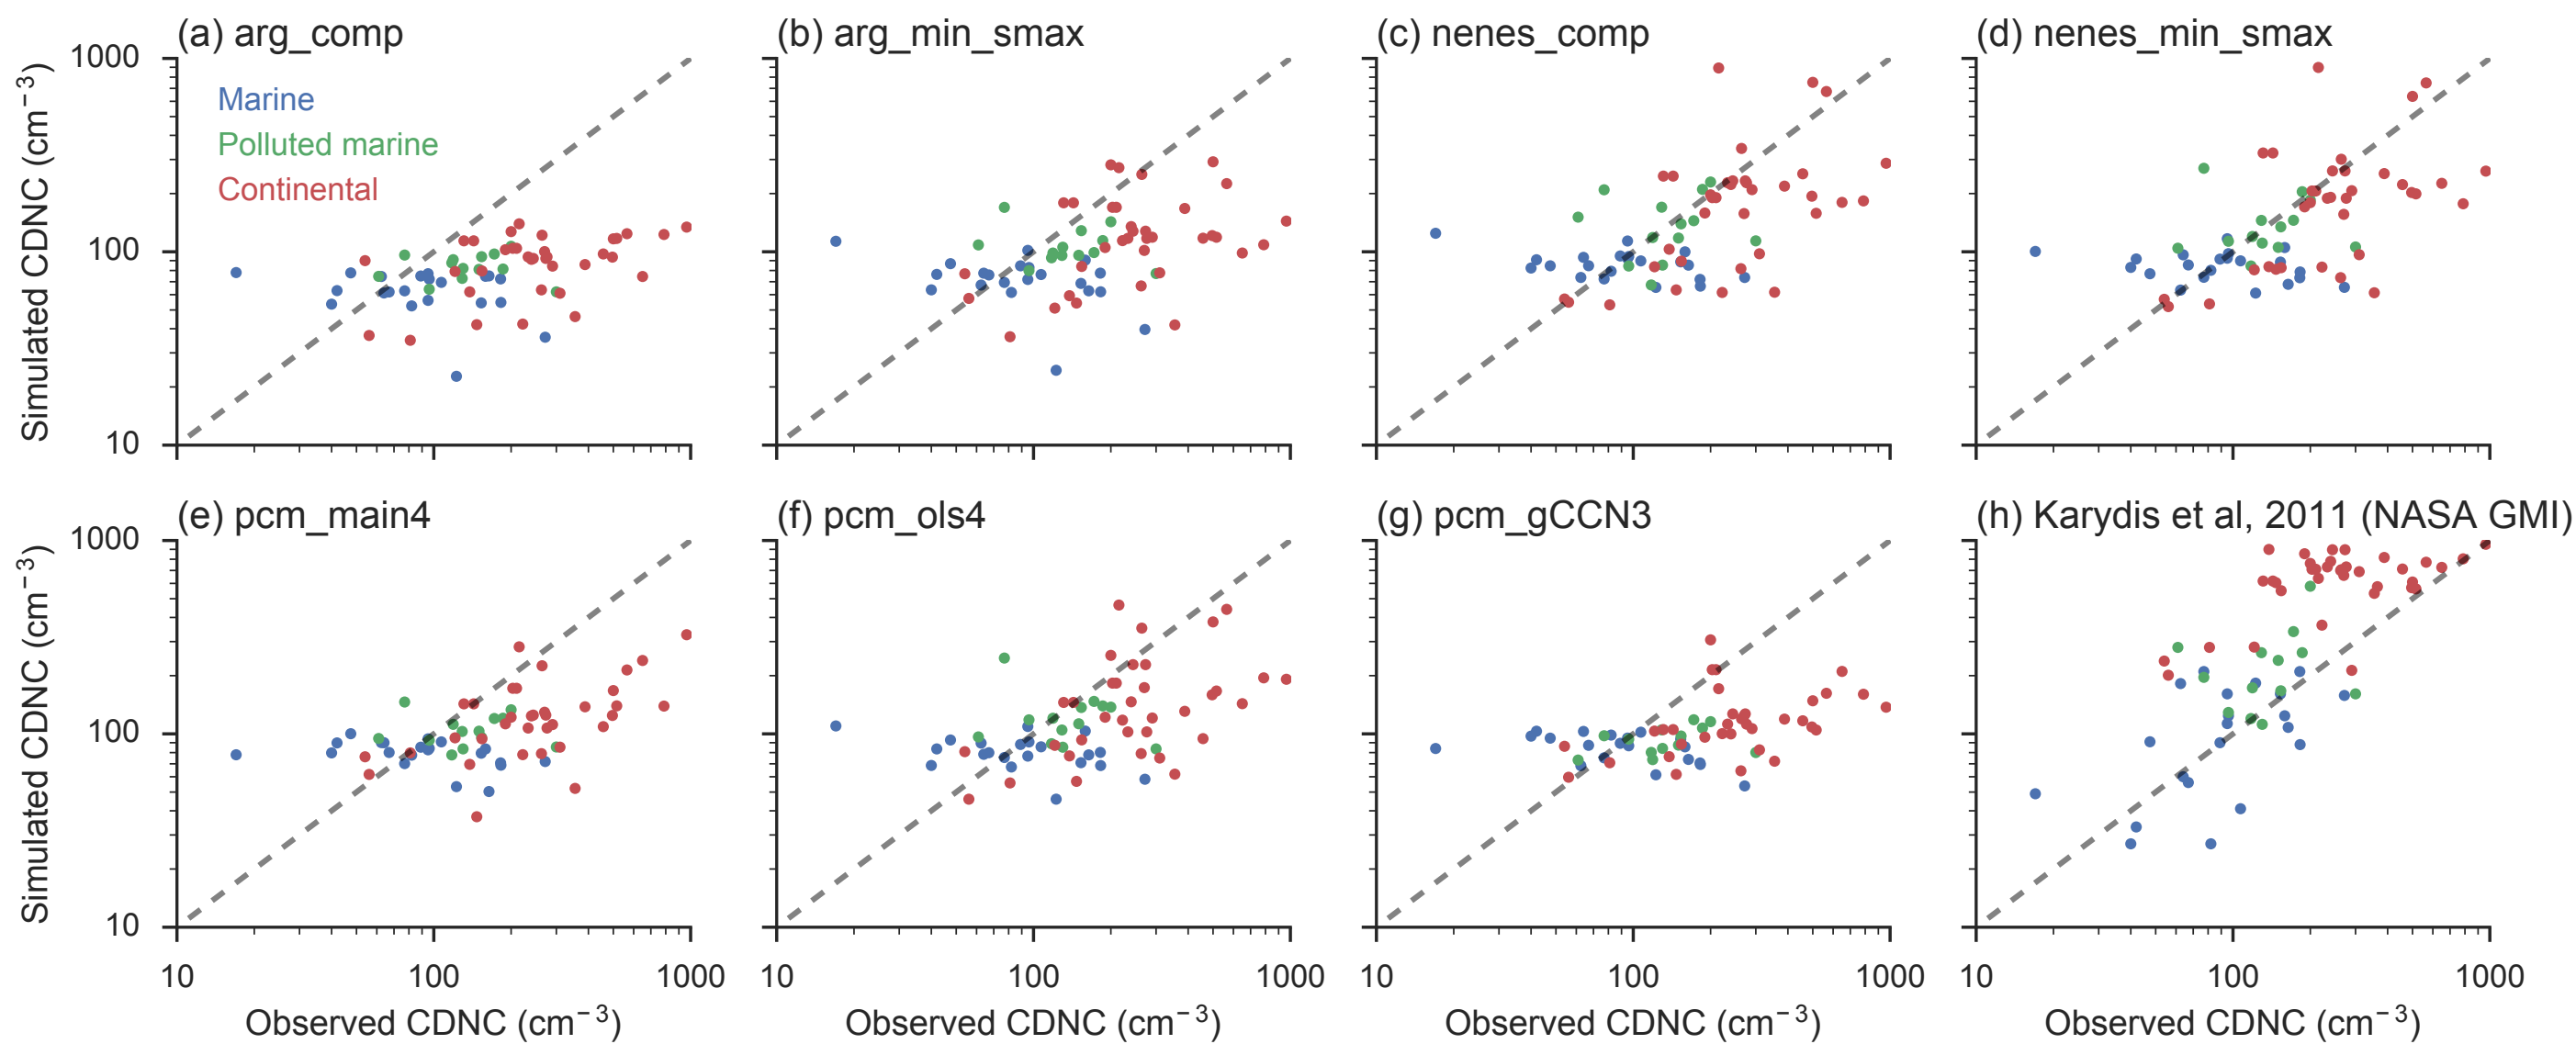 (a) arg_comp
(b) arg_min_smax
(c) nenes_comp
(d) nenes_min_smax
1000
100
10
Simulated CDNC (cm⁻³)
Marine
Polluted marine
Continental
(e) pcm_main4
(f) pcm_ols4
(g) pcm_gCCN3
(h) Karydis et al, 2011 (NASA GMI)
1000
100
10
Simulated CDNC (cm⁻³)
10 100 1000 10 100 1000 10 100 1000 10 100 1000
Observed CDNC (cm⁻³) Observed CDNC (cm⁻³) Observed CDNC (cm⁻³) Observed CDNC (cm⁻³)